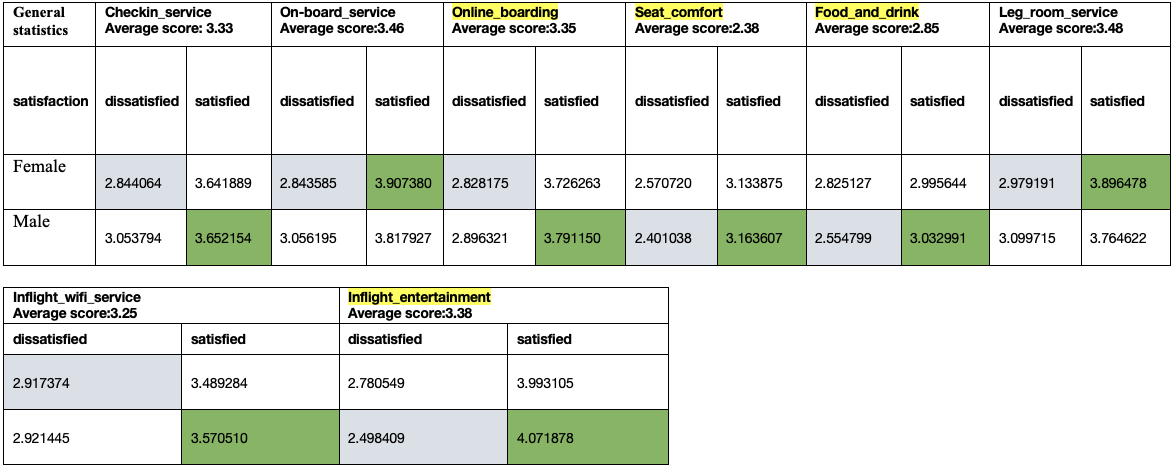 General statistics | Checkin_service Average score: 3.33 | On-board_service Average score:3.46 | Online_boarding Average score:3.35 | Seat_comfort Average score:2.38 | Food_and_drink Average score:2.85 | Leg_room_service Average score:3.48
satisfaction | dissatisfied | satisfied | dissatisfied | satisfied | dissatisfied | satisfied | dissatisfied | satisfied | dissatisfied | satisfied | dissatisfied | satisfied
Female | 2.844064 | 3.641889 | 2.843585 | 3.907380 | 2.828175 | 3.726263 | 2.570720 | 3.133875 | 2.825127 | 2.995644 | 2.979191 | 3.896478
Male | 3.053794 | 3.652154 | 3.056195 | 3.817927 | 2.896321 | 3.791150 | 2.401038 | 3.163607 | 2.554799 | 3.032991 | 3.099715 | 3.764622
Inflight_wifi_service Average score:3.25 | Inflight_entertainment Average score:3.38
dissatisfied | satisfied | dissatisfied | satisfied
2.917374 | 3.489284 | 2.780549 | 3.993105
2.921445 | 3.570510 | 2.498409 | 4.071878